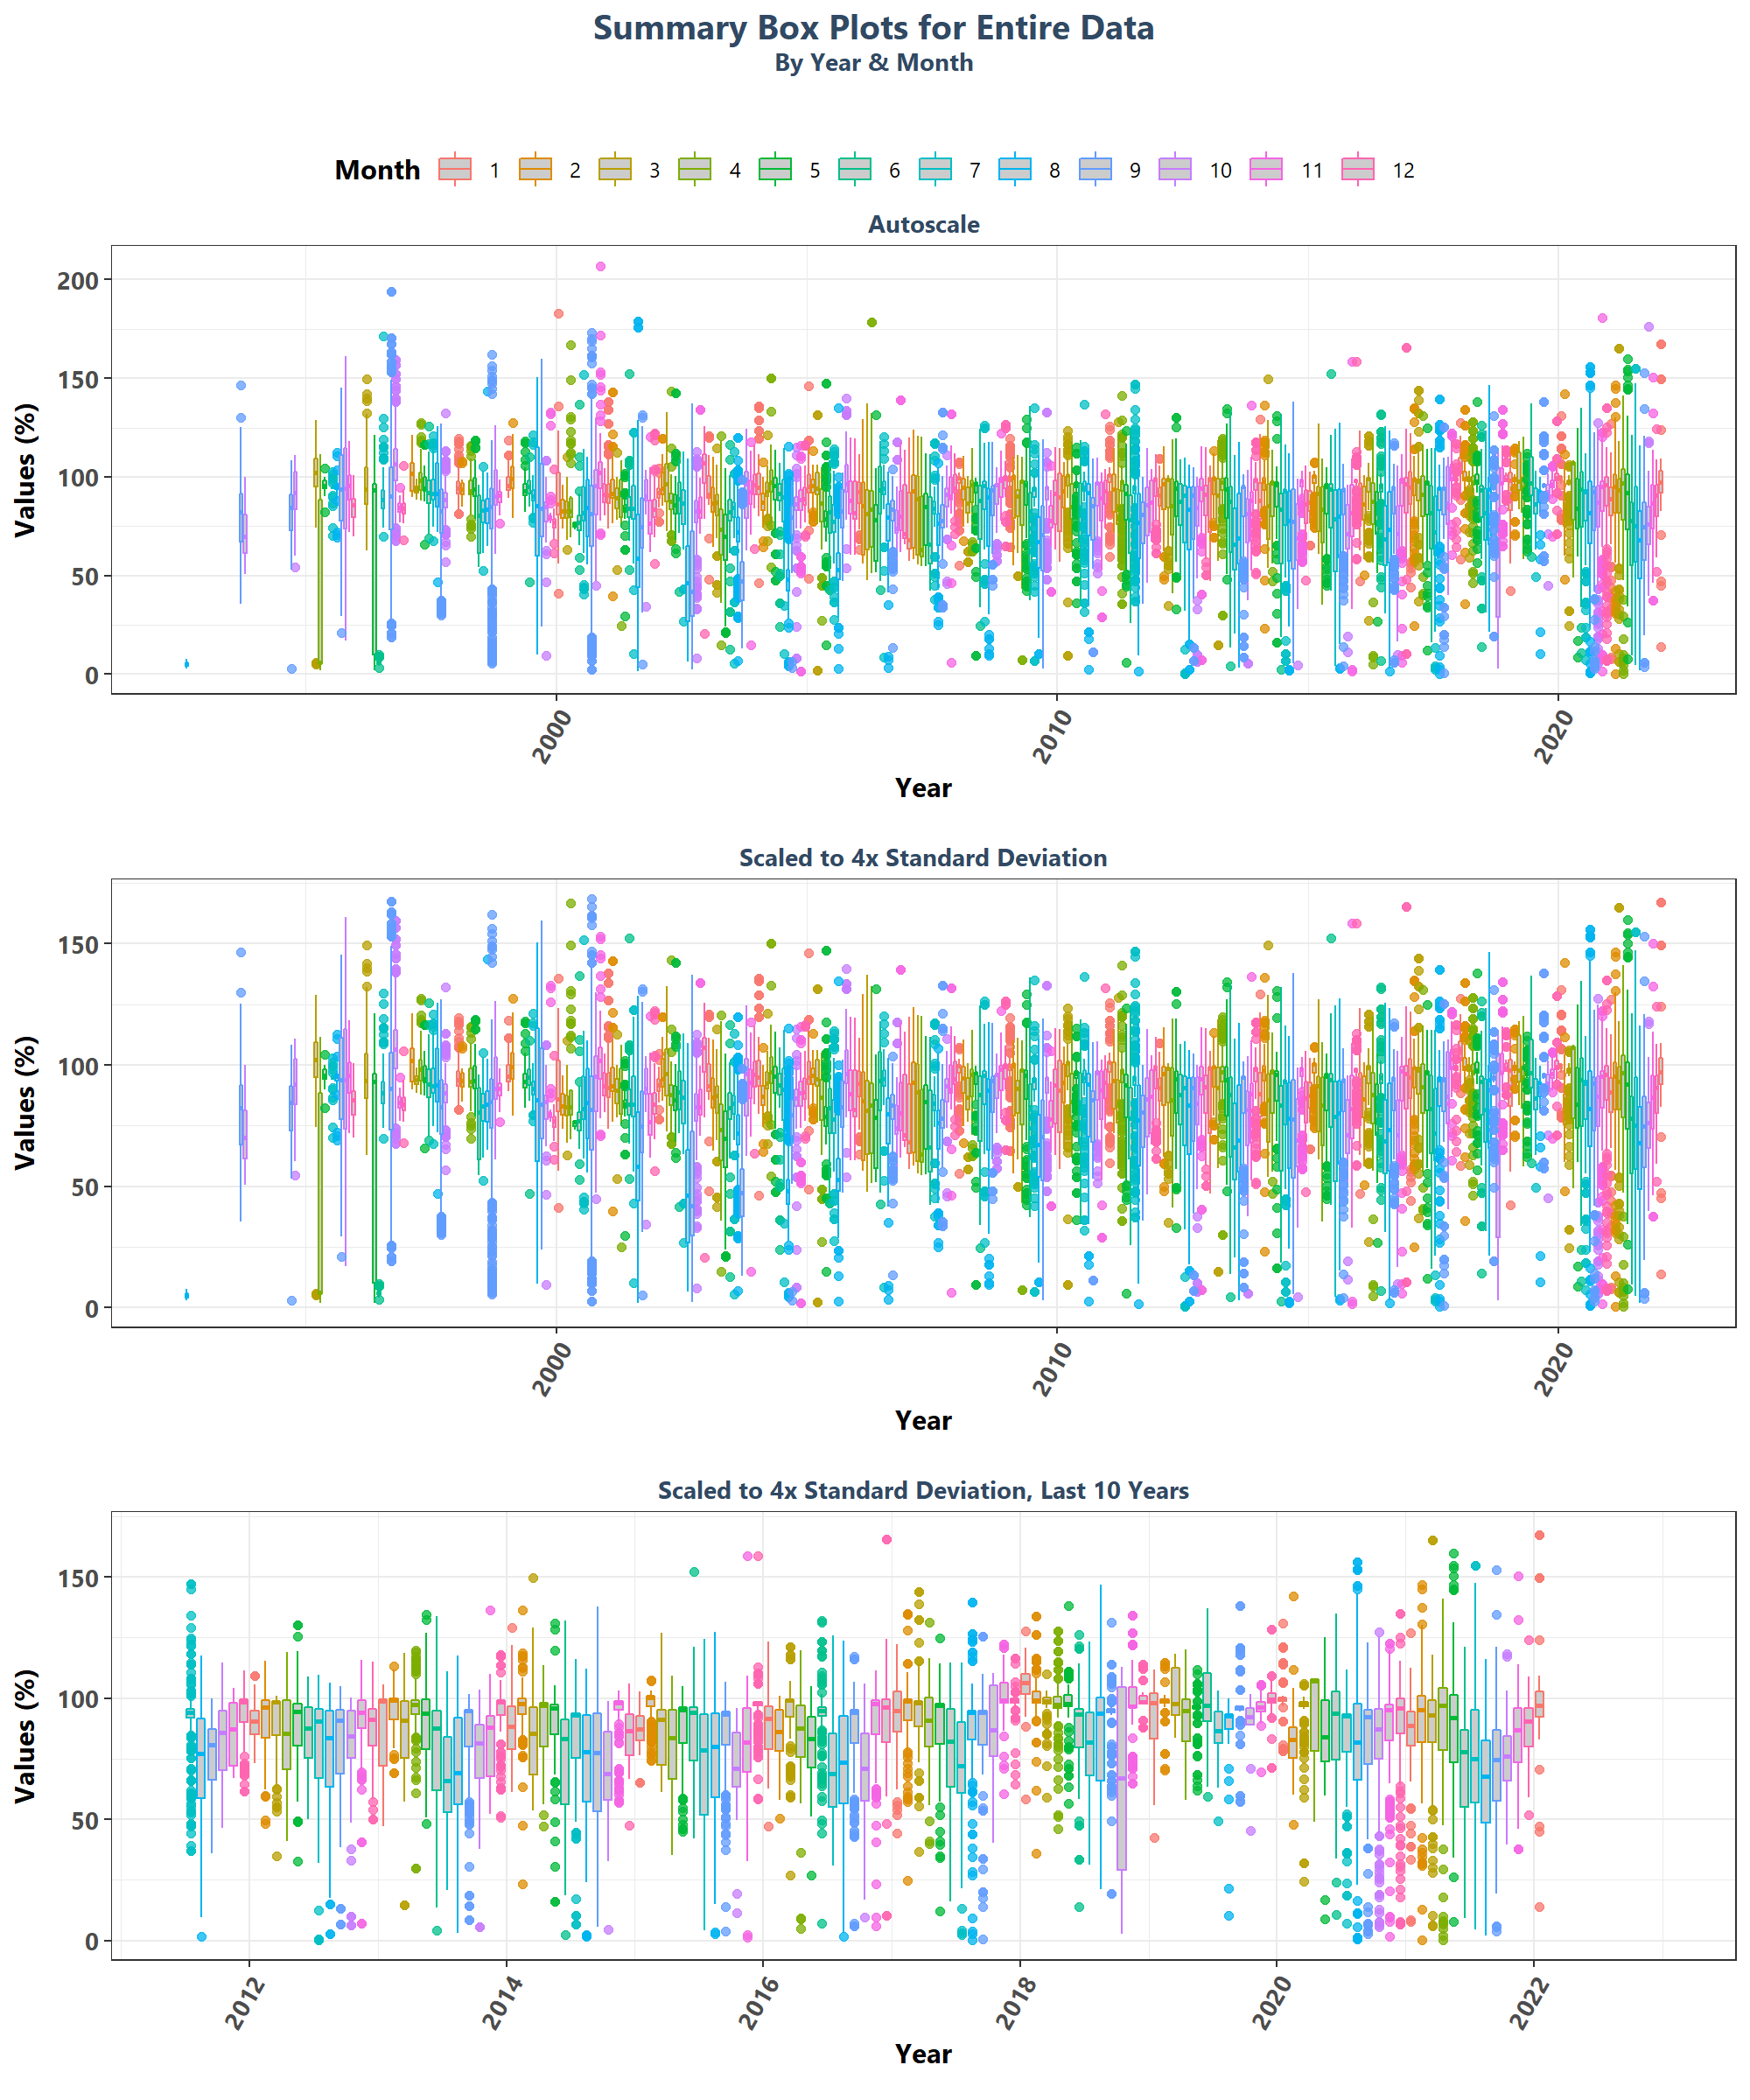 Summary Box Plots for Entire Data
By Year & Month
Month 1 2 3 4 5 6 7 8 9 10 11 12
Autoscale
Values (%)
200
150
100
50
0
2000 2010 2020
Year
Scaled to 4x Standard Deviation
Values (%)
150
100
50
0
2000 2010 2020
Year
Scaled to 4x Standard Deviation, Last 10 Years
Values (%)
150
100
50
0
2012 2014 2016 2018 2020 2022
Year